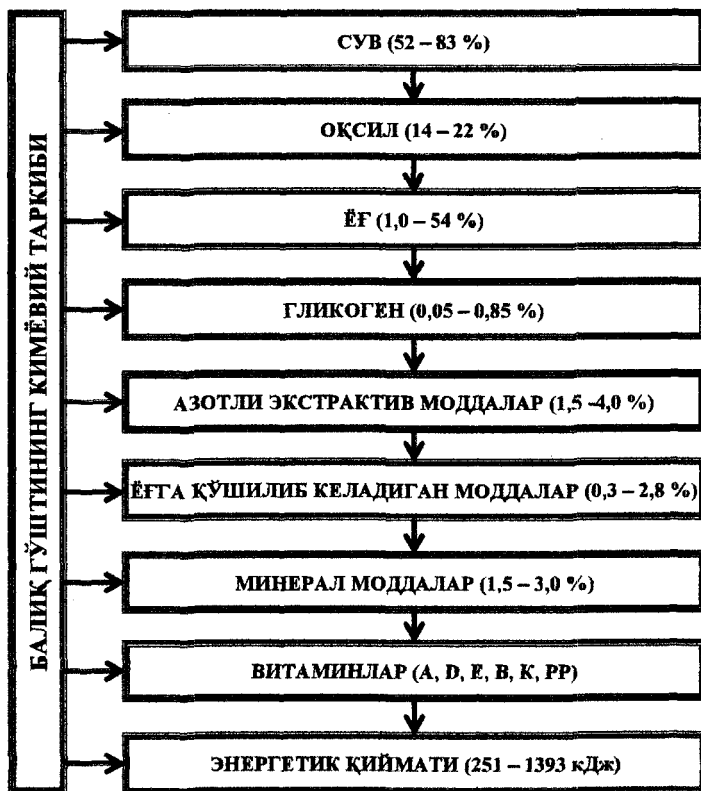 БАЛИҚ ГЎШТИНИНГ КИМЁВИЙ ТАРКИБИ
СУВ (52 – 83 %)
ОҚСИЛ (14 – 22 %)
ЁҒ (1,0 – 54 %)
ГЛИКОГЕН (0,05 – 0,85 %)
АЗОТЛИ ЭКСТРАКТИВ МОДДАЛАР (1,5 -4,0 %)
ЁҒГА ҚЎШИЛИБ КЕЛАДИГАН МОДДАЛАР (0,3 – 2,8 %)
МИНЕРАЛ МОДДАЛАР (1,5 – 3,0 %)
ВИТАМИНЛАР (A, D, E, B, К, PP)
ЭНЕРГЕТИК ҚИЙМАТИ (251 – 1393 кДж)